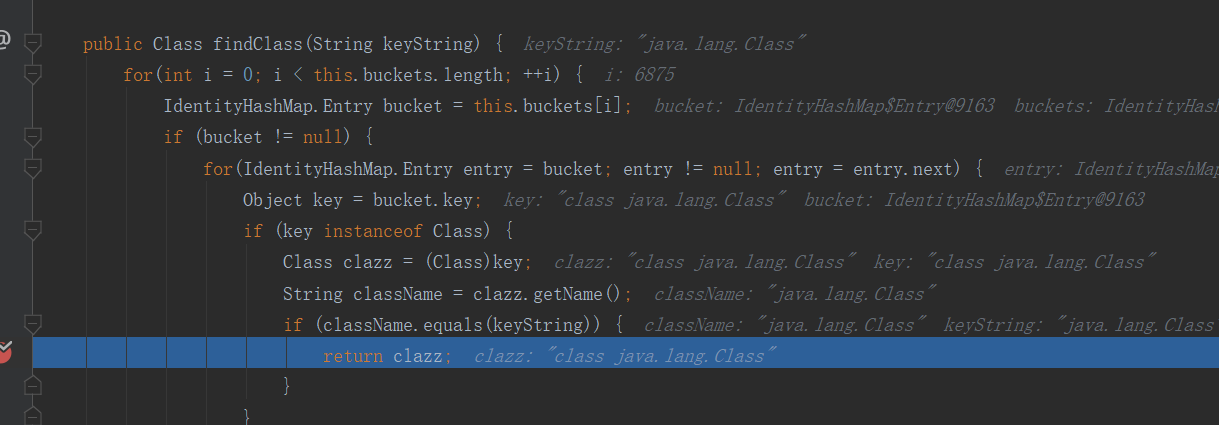 @
public Class findClass(String keyString) { keyString: "java.lang.Class"
for(int i = 0; i < this.buckets.length; ++i) { i: 6875
IdentityHashMap.Entry bucket = this.buckets[i]; bucket: IdentityHashMap$Entry@9163 buckets: IdentityHash
if (bucket != null) {
for(IdentityHashMap.Entry entry = bucket; entry != null; entry = entry.next) { entry: IdentityHashMap
Object key = bucket.key; key: "class java.lang.Class" bucket: IdentityHashMap$Entry@9163
if (key instanceof Class) {
Class clazz = (Class)key; clazz: "class java.lang.Class" key: "class java.lang.Class"
String className = clazz.getName(); className: "java.lang.Class"
if (className.equals(keyString)) { className: "java.lang.Class" keyString: "java.lang.Class
return clazz; clazz: "class java.lang.Class"
}
}